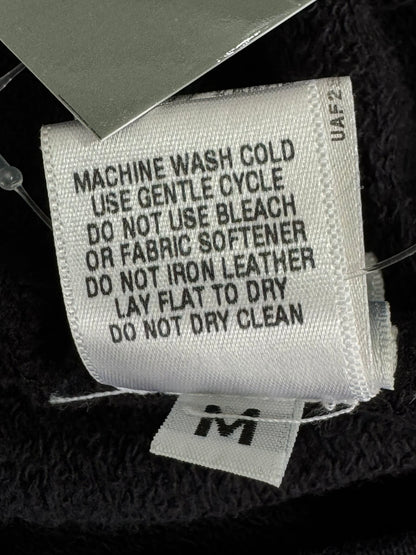 UAF2
MACHINE WASH COLD
USE GENTLE CYCLE
DO NOT USE BLEACH
OR FABRIC SOFTENER
DO NOT IRON LEATHER
LAY FLAT TO DRY
DO NOT DRY CLEAN
M